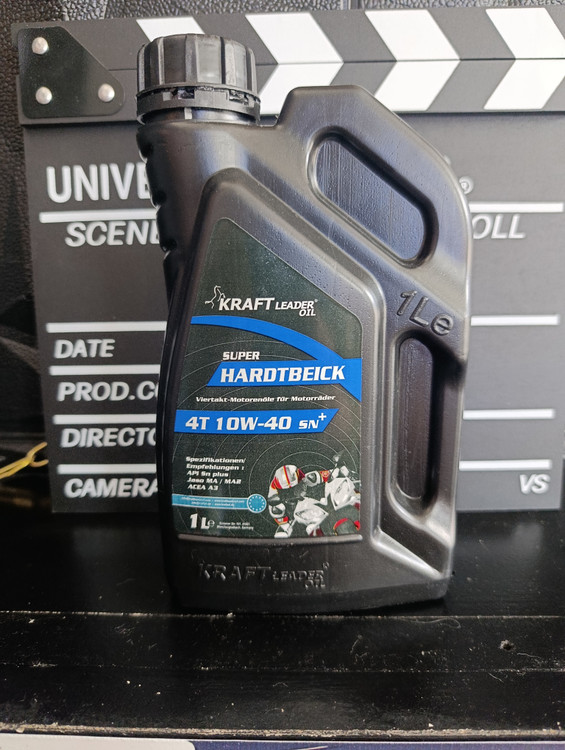 UNIVE
SCENE
OLL
DATE
PROD.CO
DIRECTO
CAMERA
VS
1Le
KRAFT LEADER®
OIL
SUPER
HARDTBEICK
Viertakt-Motorenöle für Motorräder
4T 10W-40 SN+
Spezifikationen/
Empfehlungen :
API Sn plus
Jaso MA / MA2
ACEA A3
1Le
KRAFT LEADER®
OIL